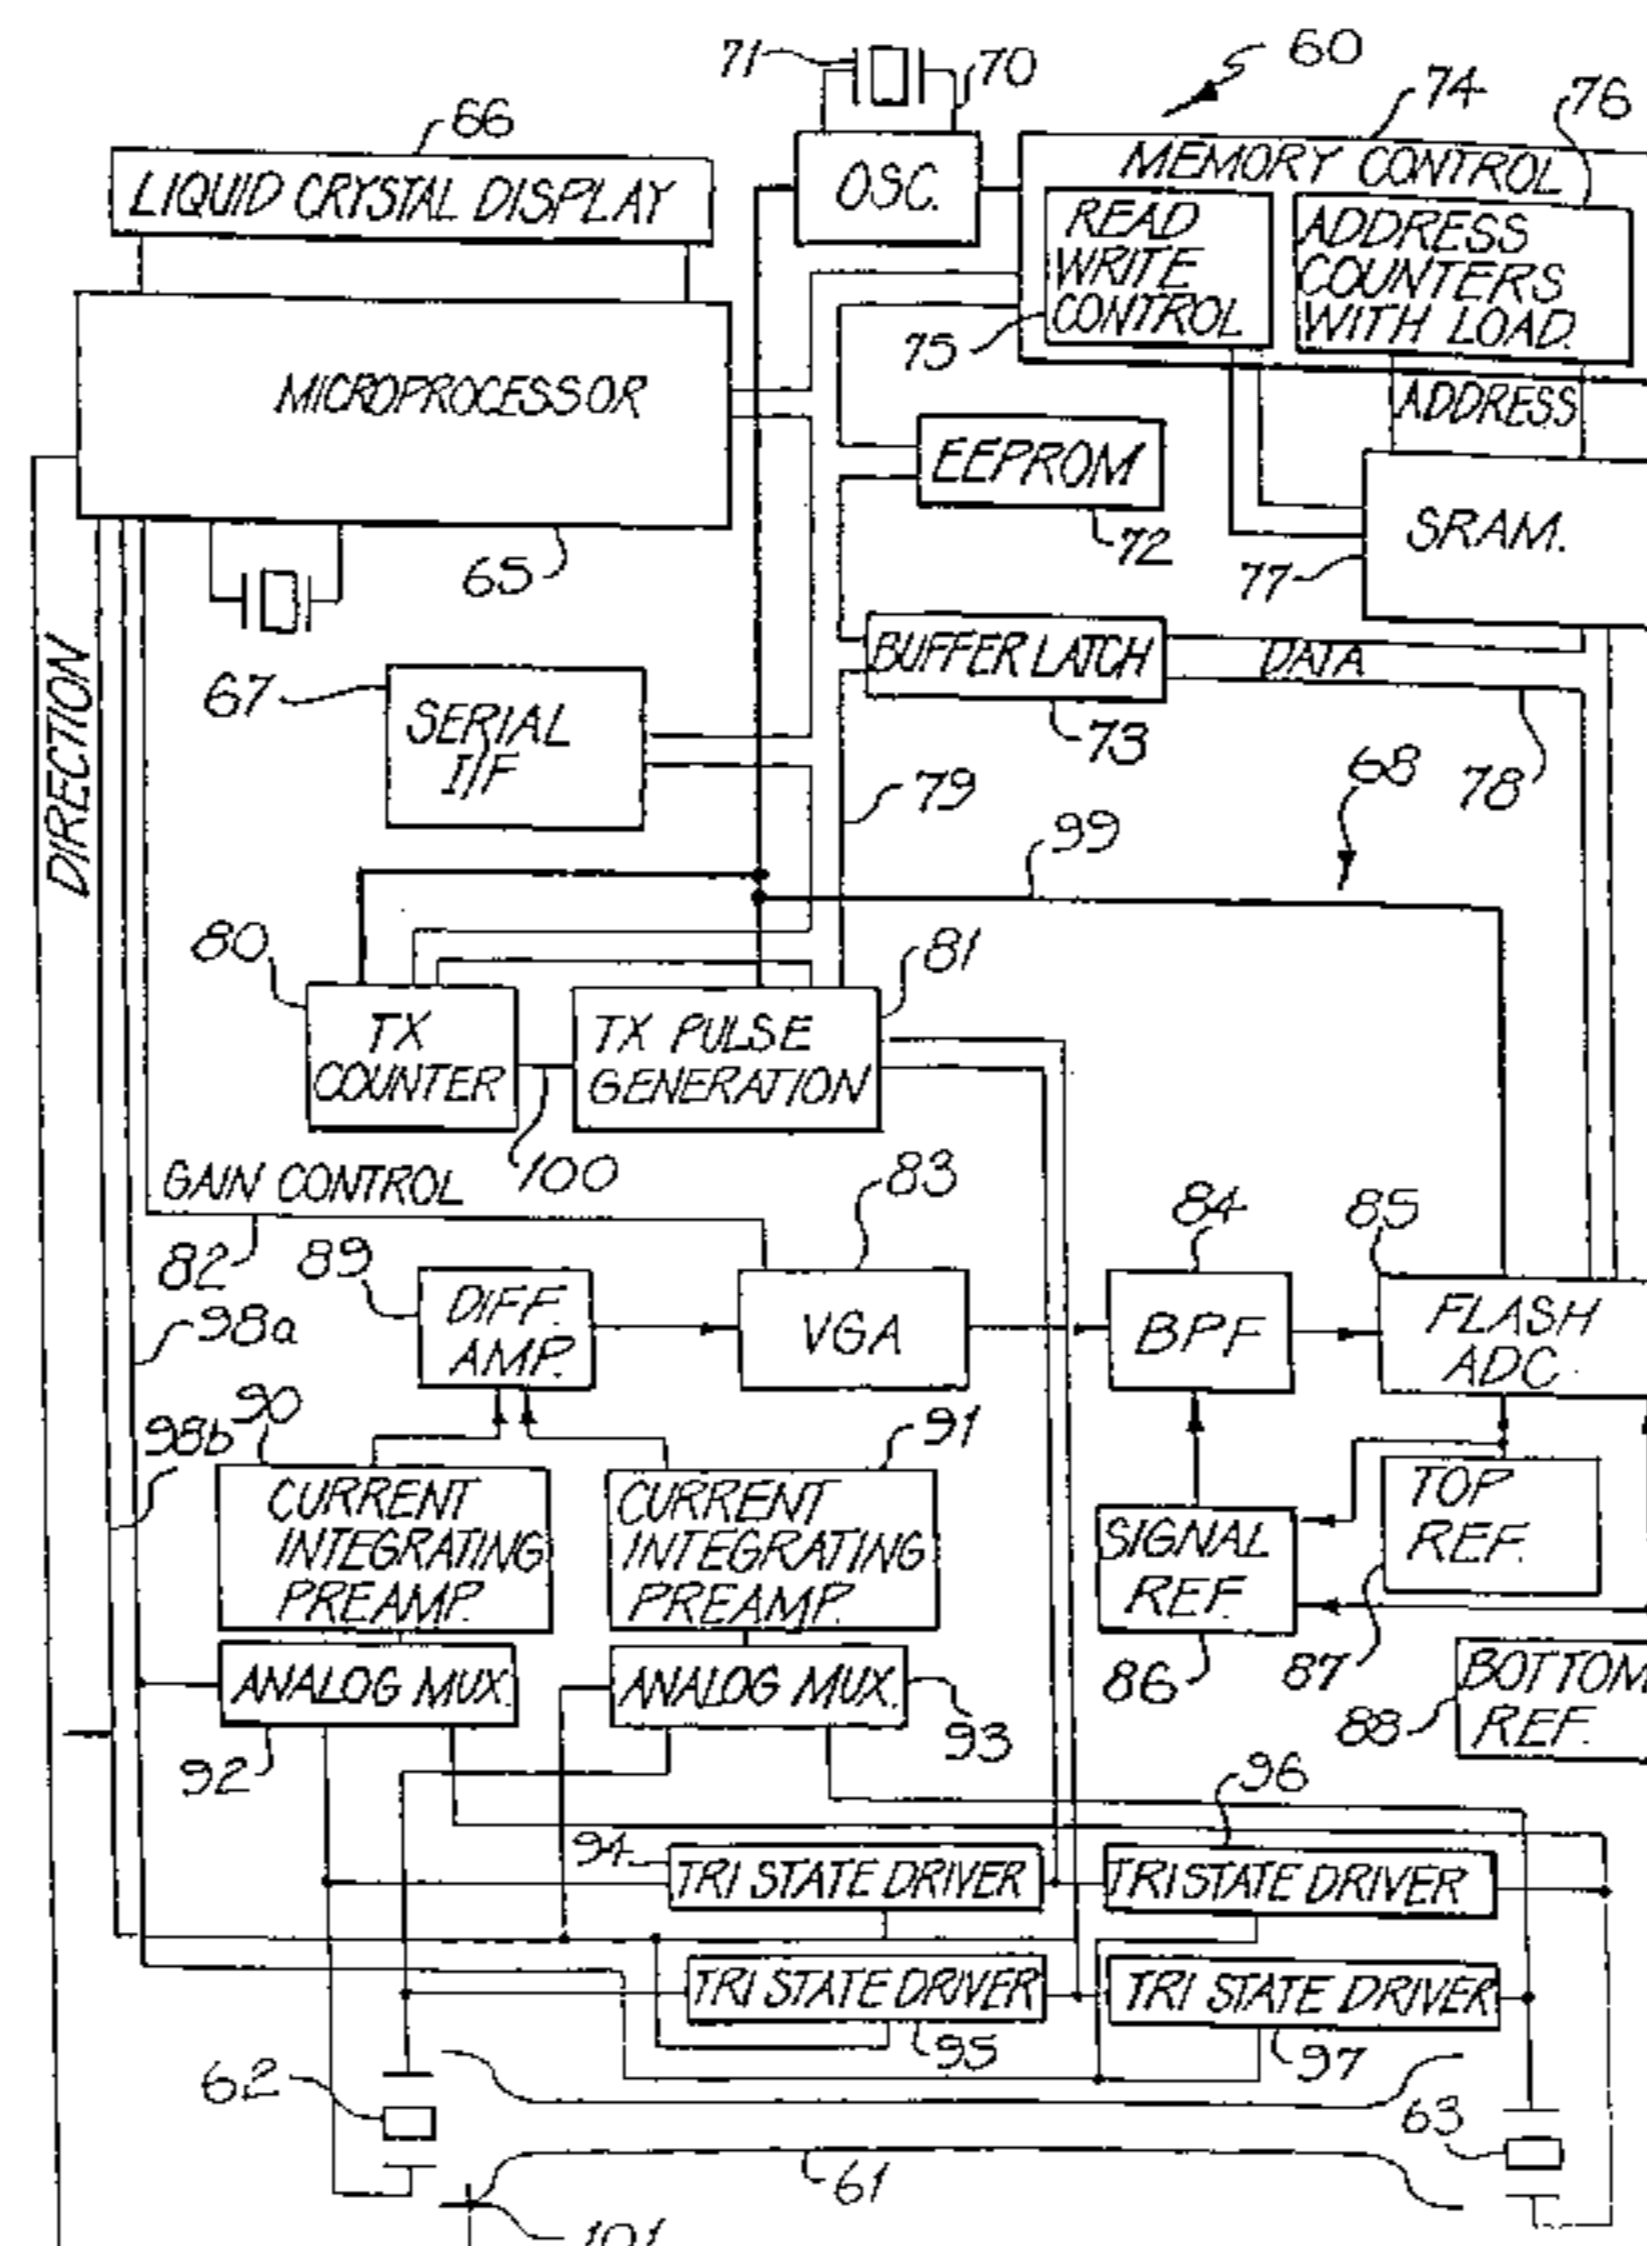 71
70
60
74
76
66
LIQUID CRYSTAL DISPLAY
OSC.
MEMORY CONTROL
READ
WRITE
CONTROL
75
ADDRESS
COUNTERS
WITH LOAD.
ADDRESS
MICROPROCESSOR
65
EEPROM
72
SRAM.
77
DIRECTION
67
SERIAL
I/F
BUFFER LATCH
73
DATA
78
79
68
99
80
TX
COUNTER
81
TX PULSE
GENERATION
100
GAIN CONTROL
82
89
DIFF.
AMP.
83
VGA
84
BPF
85
FLASH
ADC.
98a
98b
90
CURRENT
INTEGRATING
PREAMP.
91
CURRENT
INTEGRATING
PREAMP.
SIGNAL
REF.
86
TOP
REF.
87
BOTTOM
REF.
88
ANALOG MUX.
92
ANALOG MUX.
93
94
TRI STATE DRIVER
96
TRI STATE DRIVER
TRI STATE DRIVER
95
TRI STATE DRIVER
97
62
63
61
101